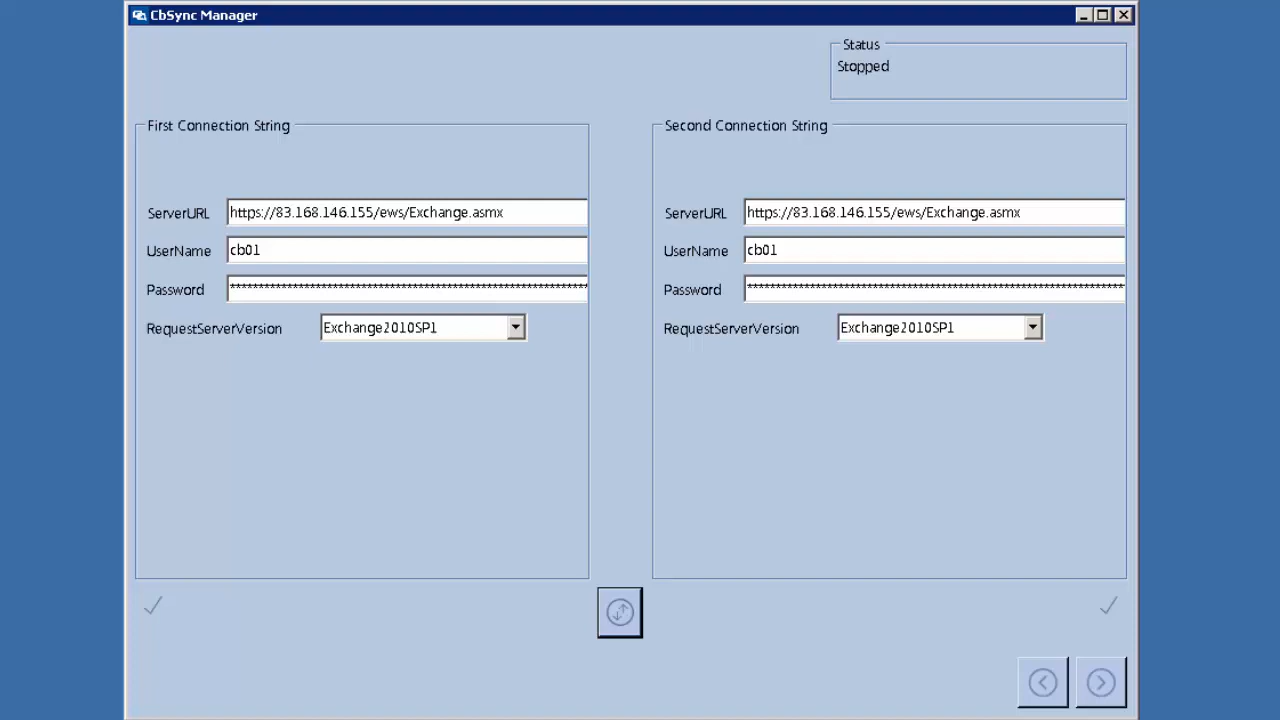 CbSync Manager
Status
Stopped
First Connection String
ServerURL https://83.168.146.155/ews/Exchange.asmx
UserName cb01
Password ****************************************************************
RequestServerVersion Exchange2010SP1
Second Connection String
ServerURL https://83.168.146.155/ews/Exchange.asmx
UserName cb01
Password ********************************************************************
RequestServerVersion Exchange2010SP1